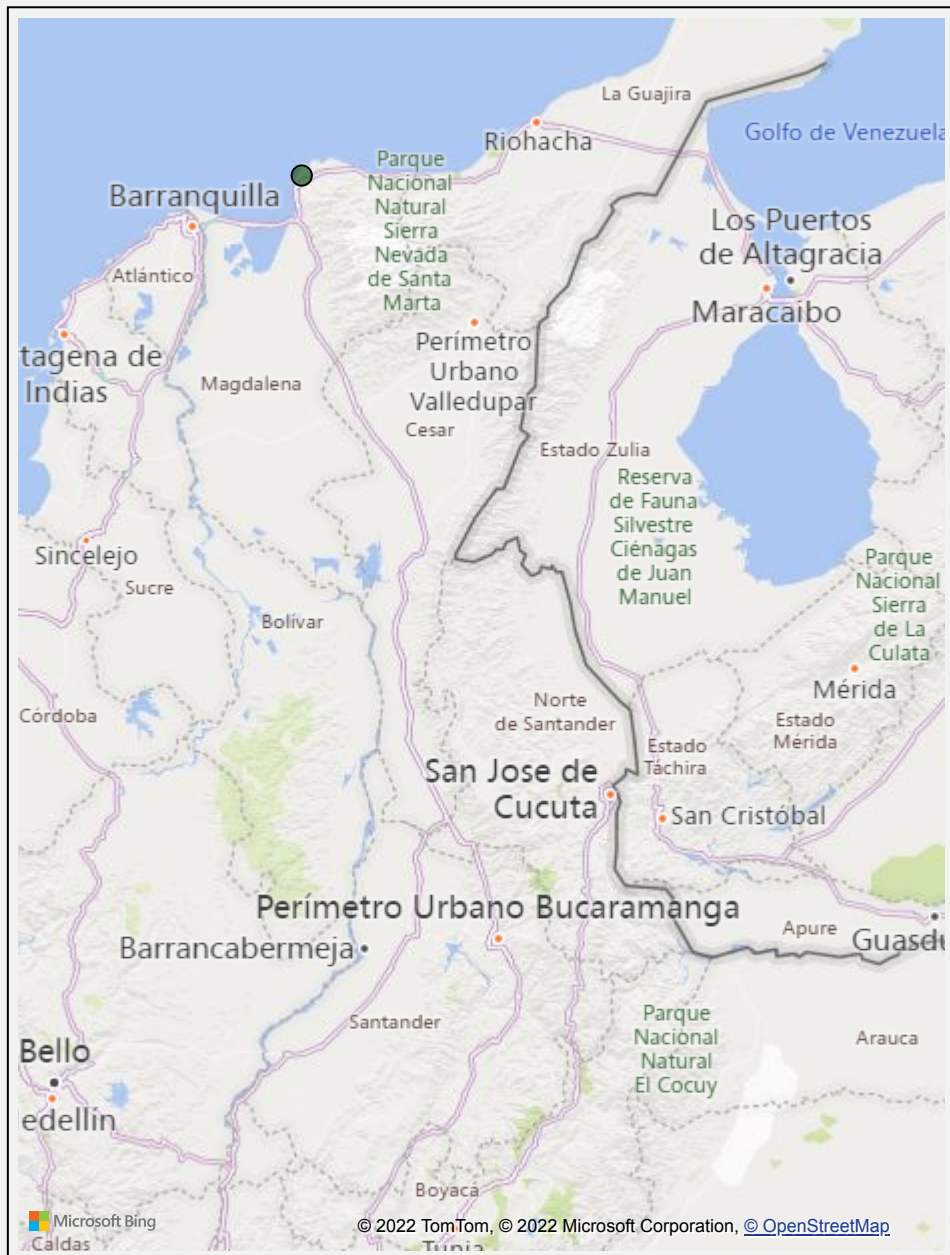 La Guajira
Riohacha
Golfo de Venezuela
Parque
Nacional
Natural
Sierra
Nevada
de Santa
Marta
Barranquilla
Los Puertos
de Altagracia
Atlántico
Maracaibo
tagena de
Indias
Perímetro
Urbano
Valledupar
Magdalena
Cesar
Estado Zulia
Reserva
de Fauna
Silvestre
Ciénagas
de Juan
Manuel
Sincelejo
Sucre
Parque
Nacional
Sierra
de La
Culata
Bolívar
Mérida
Norte
de Santander
Córdoba
Estado
Mérida
Estado
Táchira
San Jose de
Cucuta
San Cristóbal
Perímetro Urbano Bucaramanga
Apure
Guasdu
Barrancabermeja
Santander
Parque
Nacional
Natural
El Cocuy
Arauca
Bello
edellín
Boyaca
Microsoft Bing
© 2022 TomTom, © 2022 Microsoft Corporation, © OpenStreetMap
Caldas
Tunja